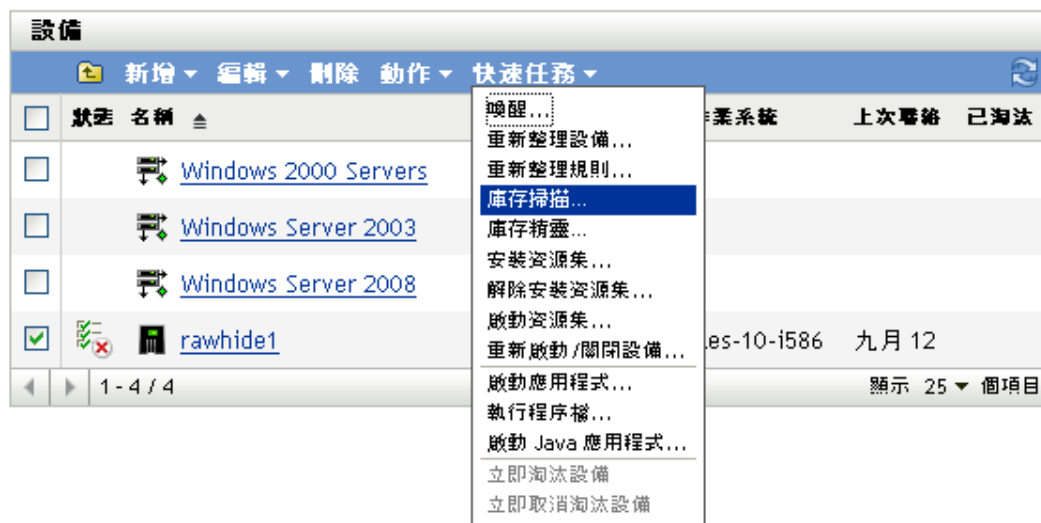 設備
新增 編輯 刪除 動作 快速任務
狀態 名稱 作業系統 上次聯絡 已淘汰
Windows 2000 Servers
Windows Server 2003
Windows Server 2008
rawhide1 les-10-i586 九月 12
1 - 4 / 4 顯示 25 個項目
喚醒...
重新整理設備...
重新整理規則...
庫存掃描...
庫存精靈...
安裝資源集...
解除安裝資源集...
啟動資源集...
重新啟動/關閉設備...
啟動應用程式...
執行程序檔...
啟動 Java 應用程式...
立即淘汰設備
立即取消淘汰設備